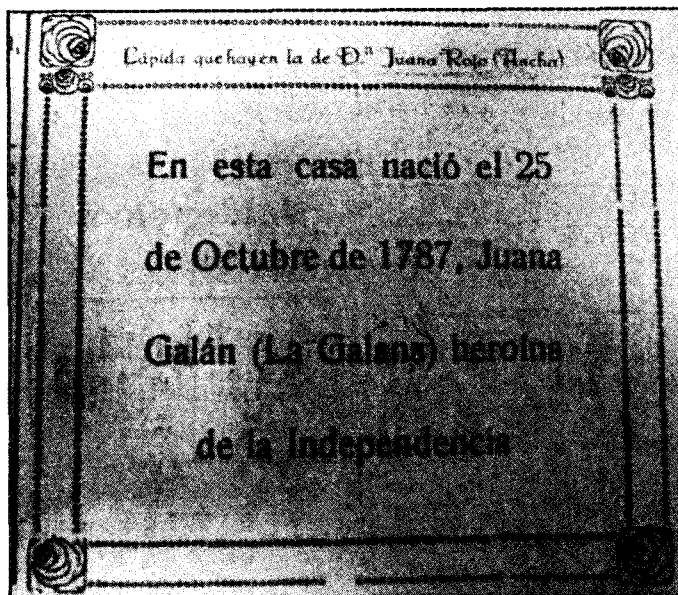 Lápida que hay en la de D.ª Juana Rojo (Ancha)
En esta casa nació el 25
de Octubre de 1787, Juana
Galán (La Galana) heroína
de la Independencia